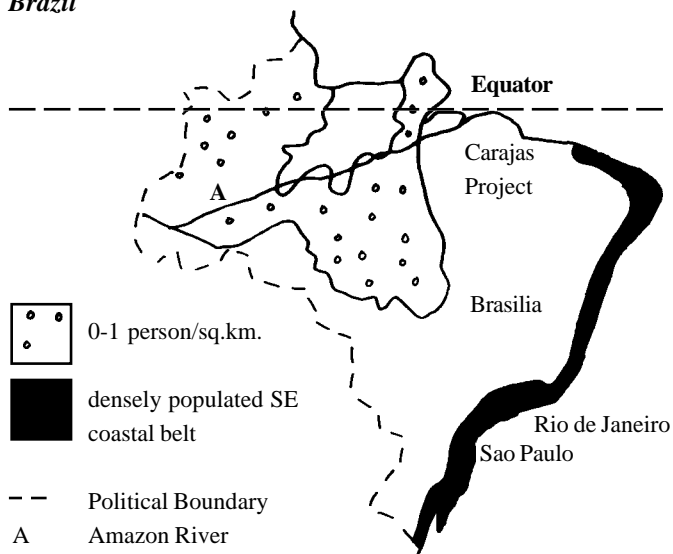 Brazil
Equator
Carajas
Project
A
Brasilia
0-1 person/sq.km.
densely populated SE
coastal belt
Rio de Janeiro
Sao Paulo
Political Boundary
A Amazon River